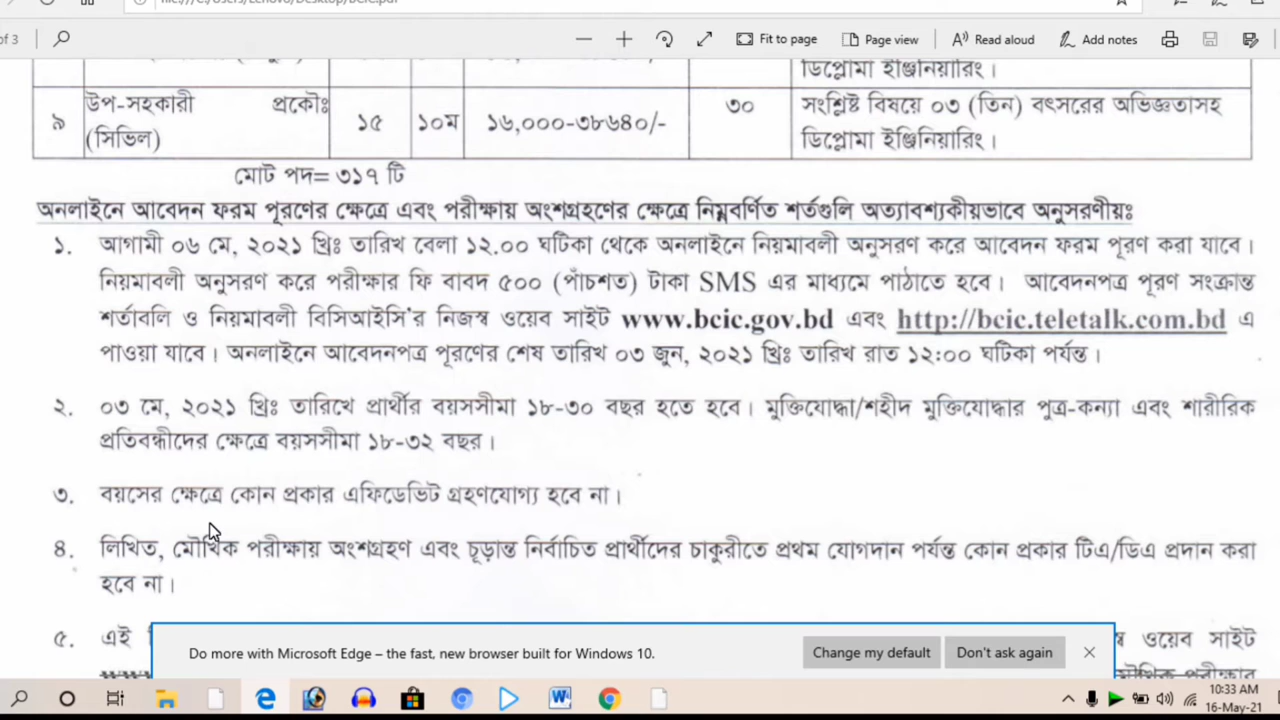 of 3
Fit to page
Page view
Read aloud
Add notes
ডিপ্লোমা ইঞ্জিনিয়ারিং।
৯ উপ-সহকারী প্রকৌঃ (সিভিল) ১৫ ১০ম ১৬,০০০-৩৮৬৪০/- ৩০ সংশ্লিষ্ট বিষয়ে ০৩ (তিন) বৎসরের অভিজ্ঞতাসহ
ডিপ্লোমা ইঞ্জিনিয়ারিং।
মোট পদ= ৩১৭ টি
অনলাইনে আবেদন ফরম পূরণের ক্ষেত্রে এবং পরীক্ষায় অংশগ্রহণের ক্ষেত্রে নিম্নবর্ণিত শর্তগুলি অত্যাবশ্যকীয়ভাবে অনুসরণীয়ঃ
১. আগামী ০৬ মে, ২০২১ খ্রিঃ তারিখ বেলা ১২.০০ ঘটিকা থেকে অনলাইনে নিয়মাবলী অনুসরণ করে আবেদন ফরম পূরণ করা যাবে।
নিয়মাবলী অনুসরণ করে পরীক্ষার ফি বাবদ ৫০০ (পাঁচশত) টাকা SMS এর মাধ্যমে পাঠাতে হবে। আবেদনপত্র পূরণ সংক্রান্ত
শর্তাবলি ও নিয়মাবলী বিসিআইসি'র নিজস্ব ওয়েব সাইট www.bcic.gov.bd এবং http://bcic.teletalk.com.bd এ
পাওয়া যাবে। অনলাইনে আবেদনপত্র পূরণের শেষ তারিখ ০৩ জুন, ২০২১ খ্রিঃ তারিখ রাত ১২:০০ ঘটিকা পর্যন্ত।
২. ০৩ মে, ২০২১ খ্রিঃ তারিখে প্রার্থীর বয়সসীমা ১৮-৩০ বছর হতে হবে। মুক্তিযোদ্ধা/শহীদ মুক্তিযোদ্ধার পুত্র-কন্যা এবং শারীরিক
প্রতিবন্ধীদের ক্ষেত্রে বয়সসীমা ১৮-৩২ বছর।
৩. বয়সের ক্ষেত্রে কোন প্রকার এফিডেভিট গ্রহণযোগ্য হবে না।
৪. লিখিত, মৌখিক পরীক্ষায় অংশগ্রহণ এবং চূড়ান্ত নির্বাচিত প্রার্থীদের চাকুরীতে প্রথম যোগদান পর্যন্ত কোন প্রকার টিএ/ডিএ প্রদান করা
হবে না।
৫. এই ওয়েব সাইট
Do more with Microsoft Edge – the fast, new browser built for Windows 10.
Change my default
Don't ask again
10:33 AM
16-May-21